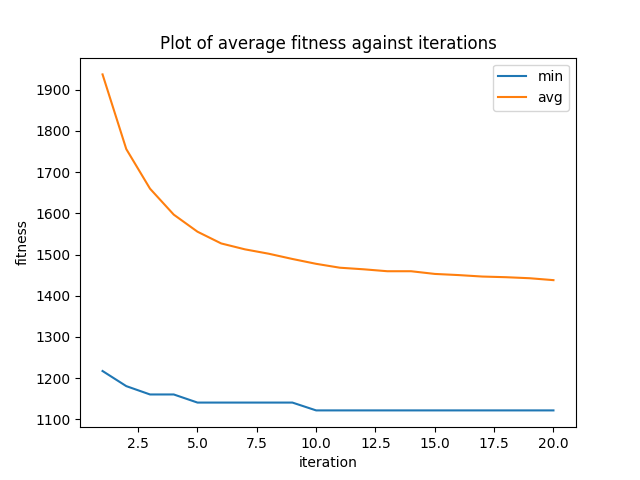 Plot of average fitness against iterations
min
avg
1900
1800
1700
1600
1500
1400
1300
1200
1100
fitness
2.5 5.0 7.5 10.0 12.5 15.0 17.5 20.0
iteration